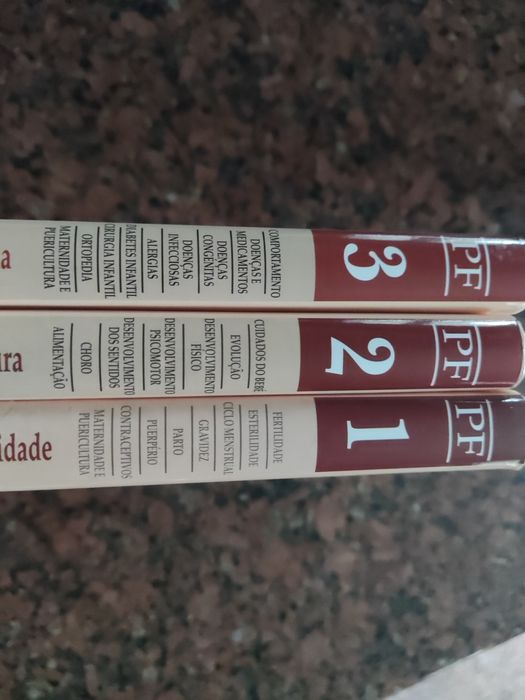 PF
3
COMPORTAMENTO
DOENÇAS E
MEDICAMENTOS
DOENÇAS
CONGÉNITAS
DOENÇAS
INFECCIOSAS
ALERGIAS
DIABETES INFANTIL
CIRURGIA INFANTIL
ORTOPEDIA
MATERNIDADE E
PUERICULTURA
a
PF
2
CUIDADOS DO BEBÉ
EVOLUÇÃO
DESENVOLVIMENTO
FÍSICO
DESENVOLVIMENTO
PSICOMOTOR
DESENVOLVIMENTO
DOS SENTIDOS
CHORO
ALIMENTAÇÃO
ura
PF
1
FERTILIDADE
ESTERILIDADE
CICLO MENSTRUAL
GRAVIDEZ
PARTO
PUERPÉRIO
CONTRACEPTIVOS
MATERNIDADE E
PUERICULTURA
idade